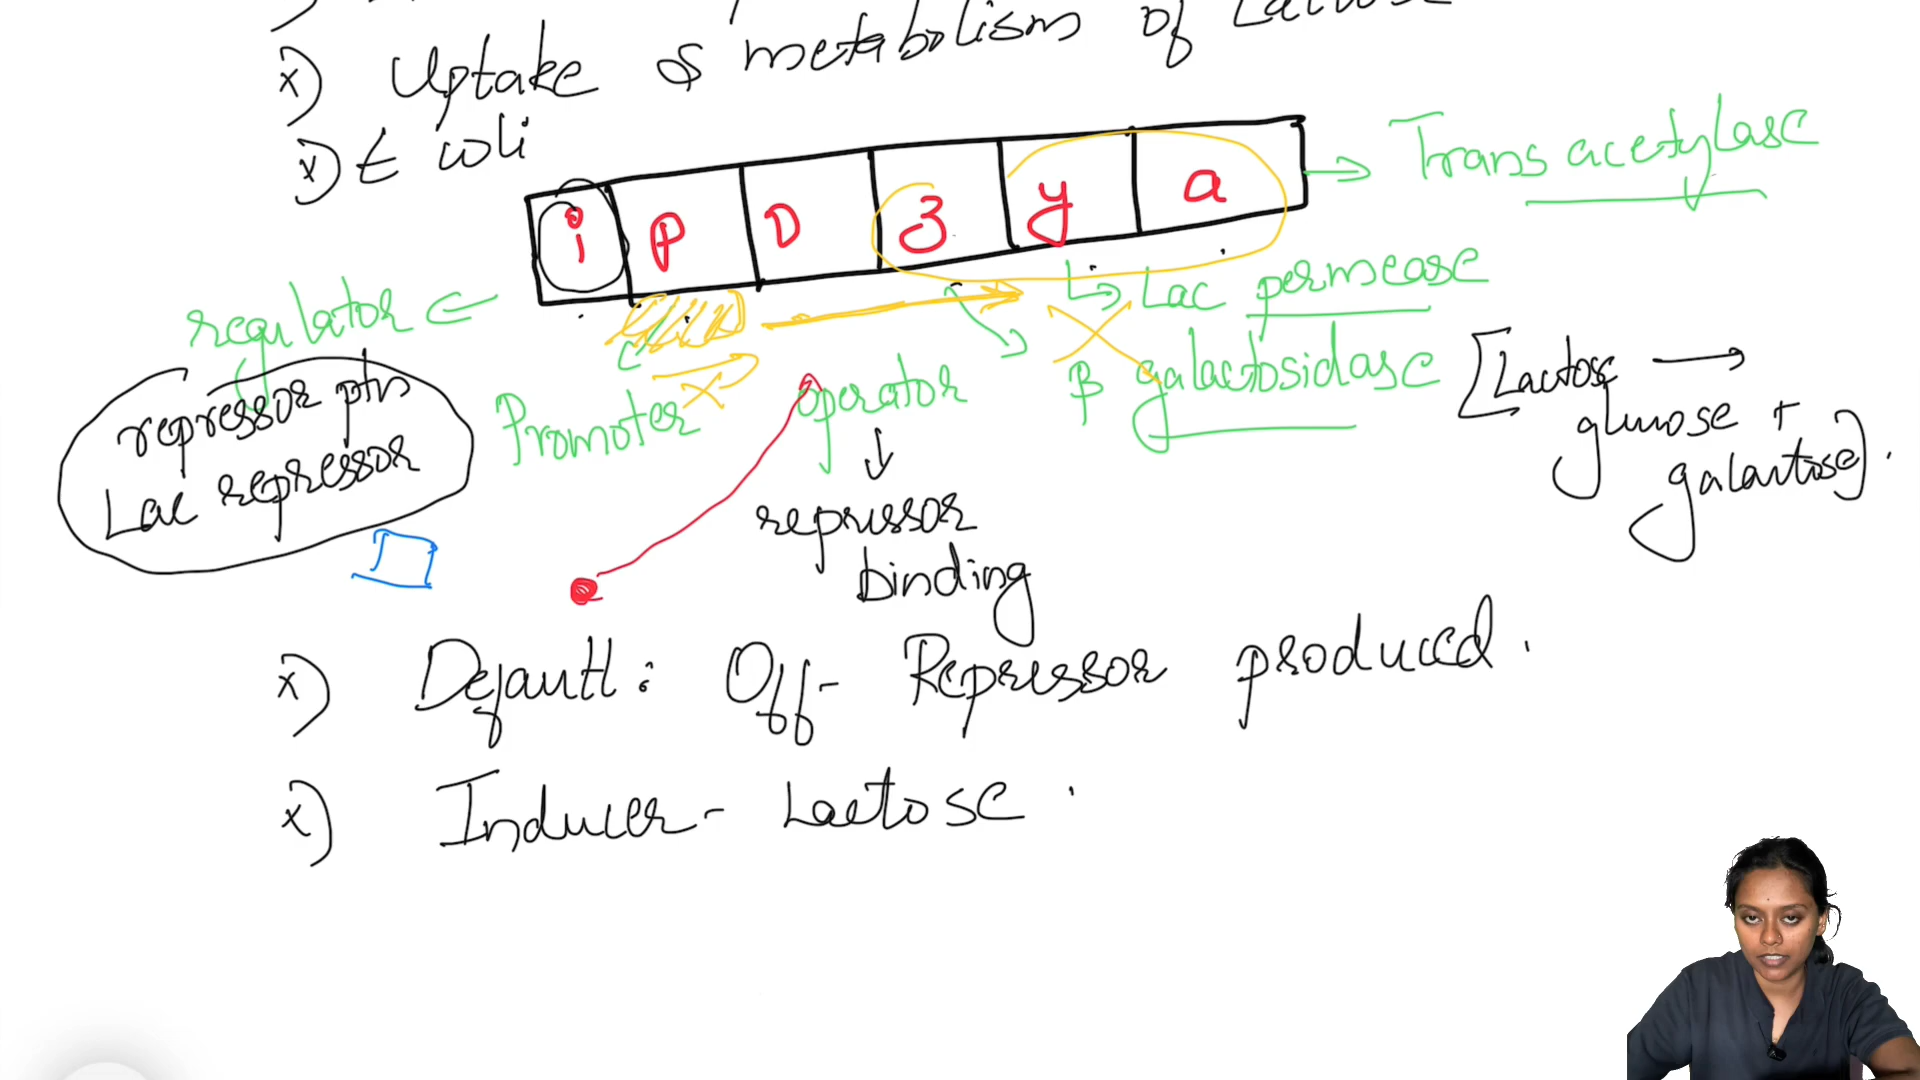 x) Uptake & metabolism of Lactose
x) E coli
i p O z y a
Trans acetylase
Lac permease
regulator
repressor ptn
Lac repressor
Promoter
operator
β galactosidase
[Lactose →
glucose +
galactose].
repressor
binding
x) Default: Off- Repressor produced.
x) Inducer- Lactose.